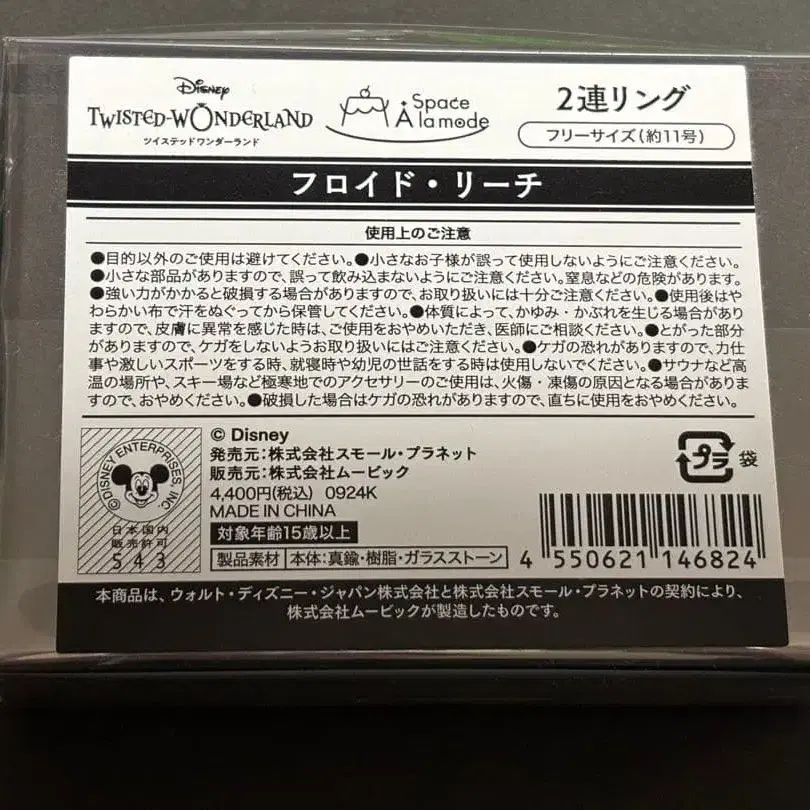 Disney
TWISTED-WONDERLAND
ツイステッドワンダーランド
Space
À la mode
2連リング
フリーサイズ(約11号)
フロイド・リーチ
使用上のご注意
●目的以外のご使用は避けてください。●小さなお子様が誤って使用しないようにご注意ください。
●小さな部品がありますので、誤って飲み込まないようにご注意ください。窒息などの危険があります。
●強い力がかかると破損する場合がありますので、お取り扱いには十分ご注意ください。●使用後はや
わらかい布で汗をぬぐってから保管してください。●体質によって、かゆみ・かぶれを生じる場合があり
ますので、皮膚に異常を感じた時は、ご使用をおやめいただき、医師にご相談ください。●とがった部分
がありますので、ケガをしないようお取り扱いにはご注意ください。●ケガの恐れがありますので、力仕
事や激しいスポーツをする時、就寝時や幼児の世話をする時は使用しないでください。●サウナなど高
温の場所や、スキー場など極寒地でのアクセサリーのご使用は、火傷・凍傷の原因となる場合がありま
すので、おやめください。●破損した場合はケガの恐れがありますので、直ちに使用をおやめください。
©DISNEY ENTERPRISES, INC.
日本国内
販売許可
543
© Disney
発売元:株式会社スモール・プラネット
販売元:株式会社ムービック
4,400円(税込) 0924K
MADE IN CHINA
対象年齢15歳以上
製品素材 本体:真鍮・樹脂・ガラスストーン
プラ 袋
4 550621 146824
本商品は、ウォルト・ディズニー・ジャパン株式会社と株式会社スモール・プラネットの契約により、
株式会社ムービックが製造したものです。